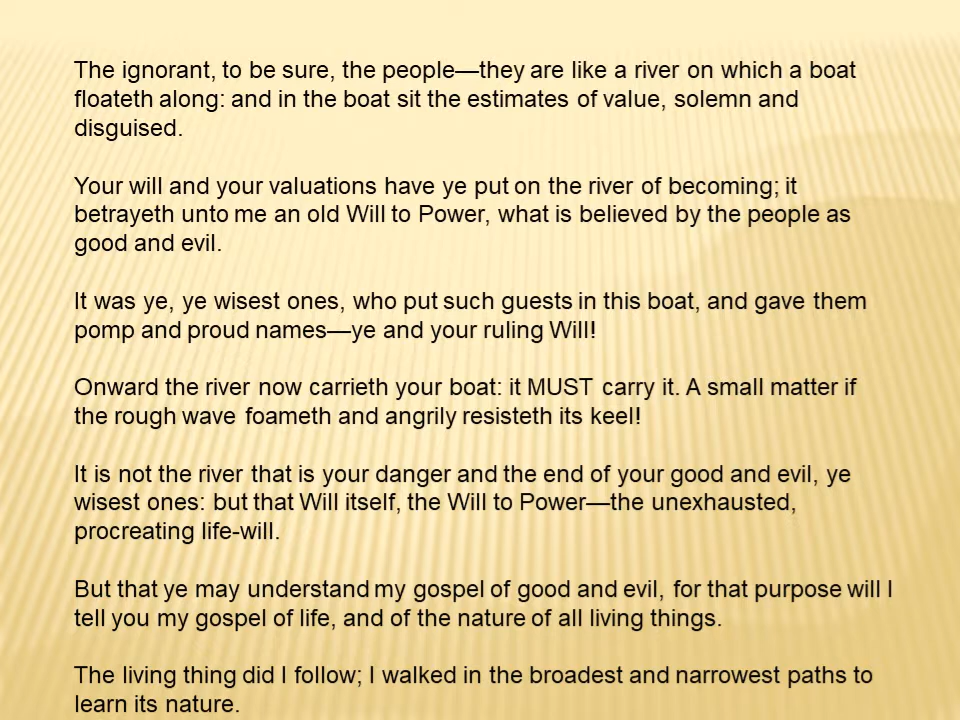 The ignorant, to be sure, the people—they are like a river on which a boat
floateth along: and in the boat sit the estimates of value, solemn and
disguised.
Your will and your valuations have ye put on the river of becoming; it
betrayeth unto me an old Will to Power, what is believed by the people as
good and evil.
It was ye, ye wisest ones, who put such guests in this boat, and gave them
pomp and proud names—ye and your ruling Will!
Onward the river now carrieth your boat: it MUST carry it. A small matter if
the rough wave foameth and angrily resisteth its keel!
It is not the river that is your danger and the end of your good and evil, ye
wisest ones: but that Will itself, the Will to Power—the unexhausted,
procreating life-will.
But that ye may understand my gospel of good and evil, for that purpose will I
tell you my gospel of life, and of the nature of all living things.
The living thing did I follow; I walked in the broadest and narrowest paths to
learn its nature.